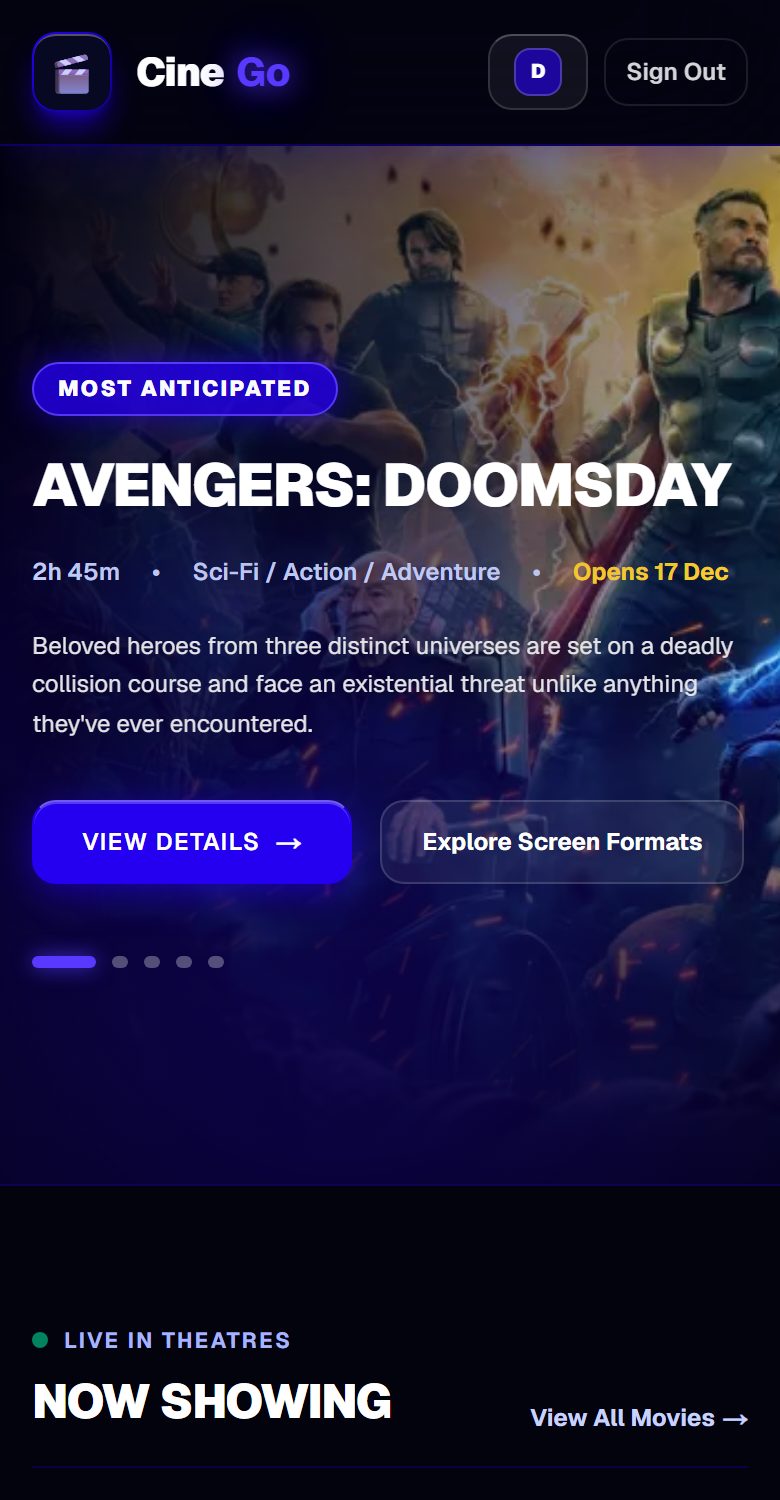 Cine Go
D
Sign Out
MOST ANTICIPATED
AVENGERS: DOOMSDAY
2h 45m • Sci-Fi / Action / Adventure • Opens 17 Dec
Beloved heroes from three distinct universes are set on a deadly
collision course and face an existential threat unlike anything
they've ever encountered.
VIEW DETAILS →
Explore Screen Formats
LIVE IN THEATRES
NOW SHOWING
View All Movies →